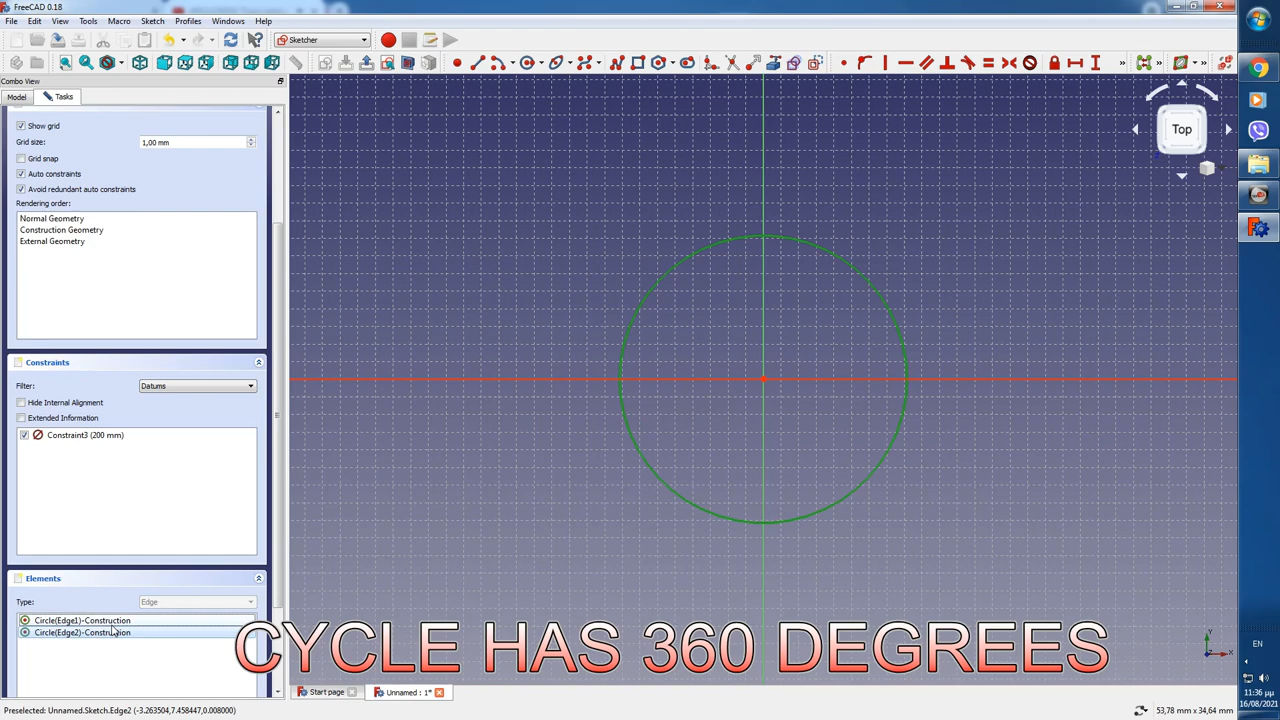 FreeCAD 0.18
File Edit View Tools Macro Sketch Profiles Windows Help
Sketcher
Combo View
Model Tasks
Show grid
Grid size: 1,00 mm
Grid snap
Auto constraints
Avoid redundant auto constraints
Rendering order:
Normal Geometry
Construction Geometry
External Geometry
Constraints
Filter: Datums
Hide Internal Alignment
Extended Information
Constraint3 (200 mm)
Elements
Type: Edge
Circle(Edge1)-Construction
Circle(Edge2)-Construction
Top
CYCLE HAS 360 DEGREES
Y
X
Start page Unnamed : 1*
Preselected: Unnamed.Sketch.Edge2 (-3.263504,7.458447,0.008000)
53,78 mm x 34,64 mm
EN
11:36 μμ
16/08/2021